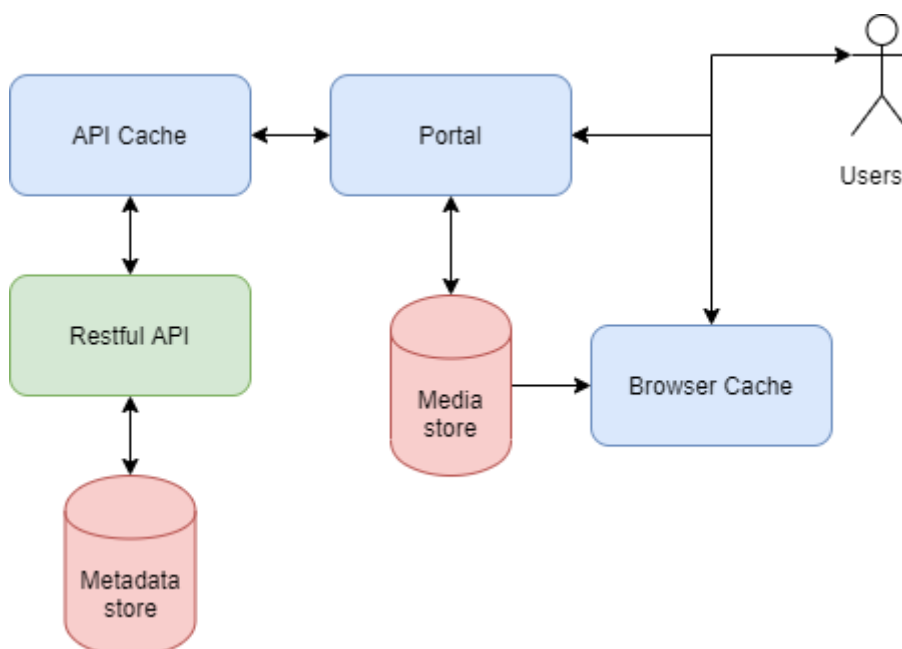 API Cache
Portal
Users
Restful API
Media
store
Browser Cache
Metadata
store